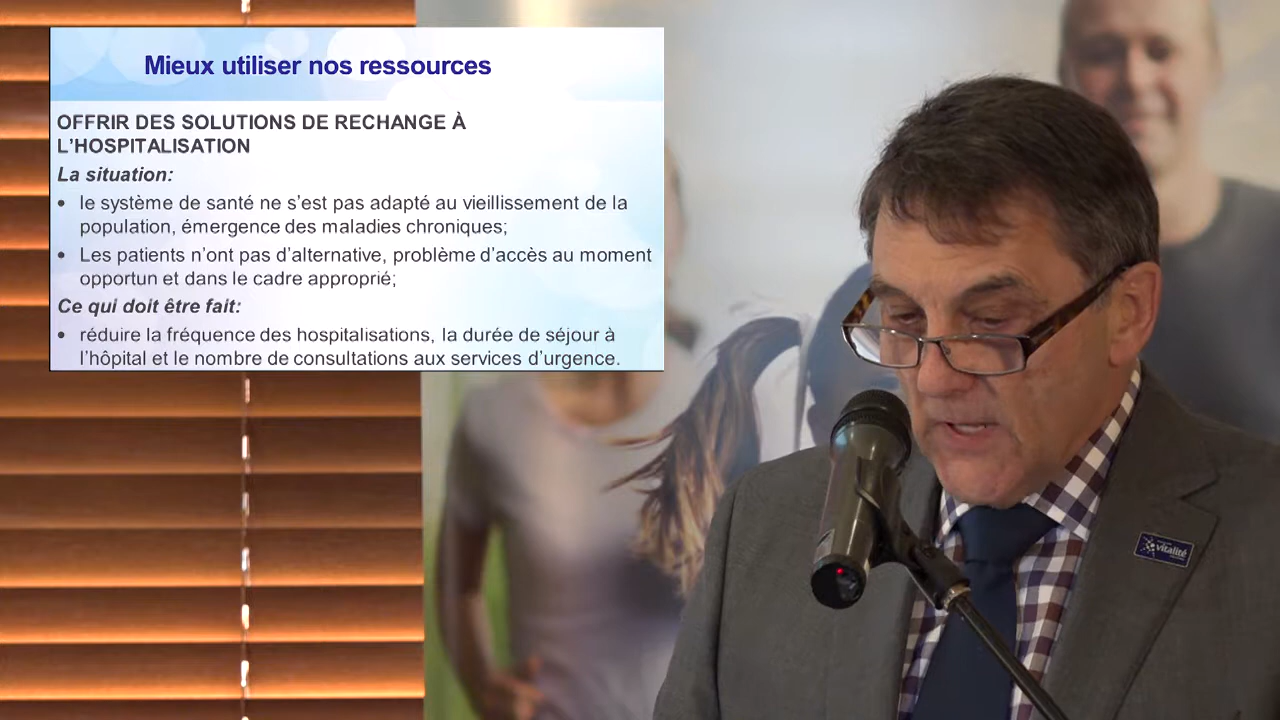 Mieux utiliser nos ressources
OFFRIR DES SOLUTIONS DE RECHANGE À
L’HOSPITALISATION
La situation:
• le système de santé ne s’est pas adapté au vieillissement de la
population, émergence des maladies chroniques;
• Les patients n’ont pas d’alternative, problème d’accès au moment
opportun et dans le cadre approprié;
Ce qui doit être fait:
• réduire la fréquence des hospitalisations, la durée de séjour à
l’hôpital et le nombre de consultations aux services d’urgence.
vitalité